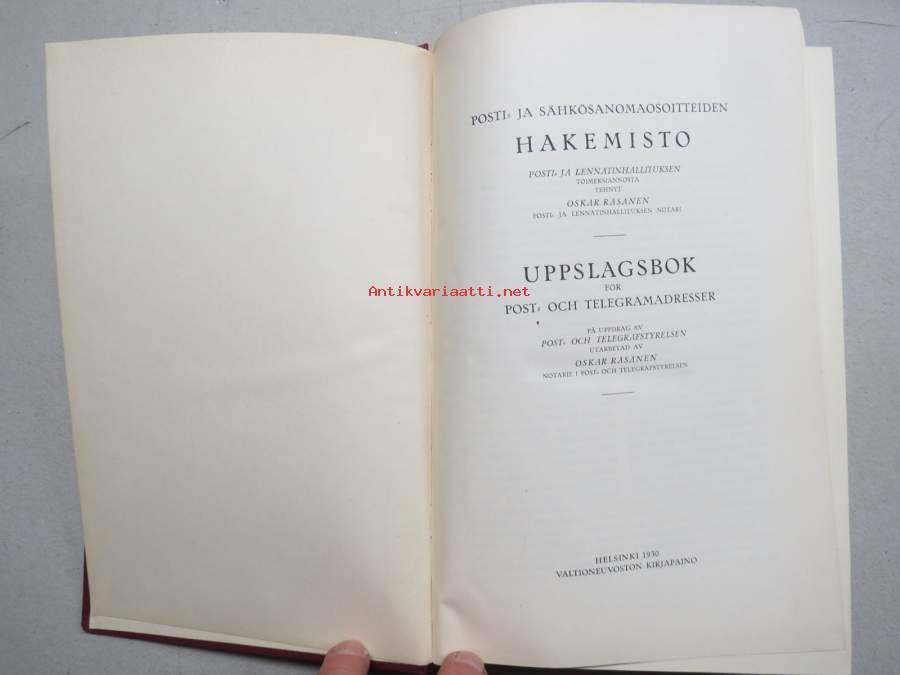 POSTI- JA SÄHKÖSANOMAOSOITTEIDEN
HAKEMISTO
POSTI- JA LENNÄTINHALLITUKSEN
TOIMEKSIANNOSTA
TEHNYT
OSKAR RÄSÄNEN
POSTI- JA LENNÄTINHALLITUKSEN NOTARI
UPPSLAGSBOK
FÖR
Antikvariaatti.net
POST- OCH TELEGRAMADRESSER
PÅ UPPDRAG AV
POST- OCH TELEGRAFSTYRELSEN
UTARBETAD AV
OSKAR RÄSÄNEN
NOTARIE I POST- OCH TELEGRAFSTYRELSEN
HELSINKI 1930
VALTIONEUVOSTON KIRJAPAINO